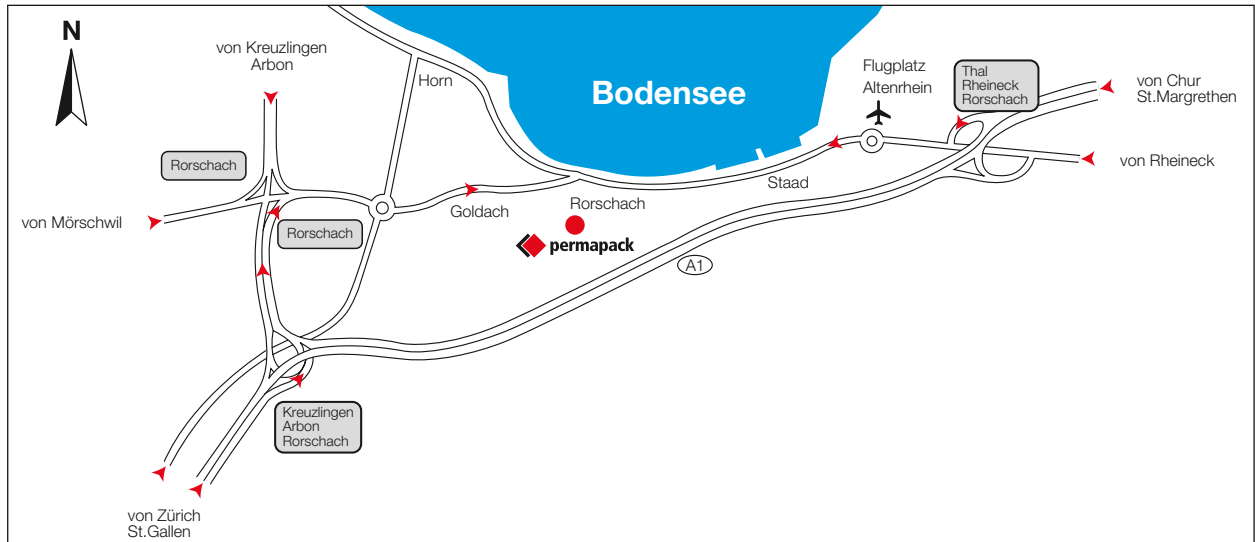 N
von Kreuzlingen
Arbon
Horn
Bodensee
Flugplatz
Altenrhein
Thal
Rheineck
Rorschach
von Chur
St.Margrethen
Rorschach
von Rheineck
Staad
Goldach
Rorschach
von Mörschwil
Rorschach
permapack
A1
Kreuzlingen
Arbon
Rorschach
von Zürich
St.Gallen